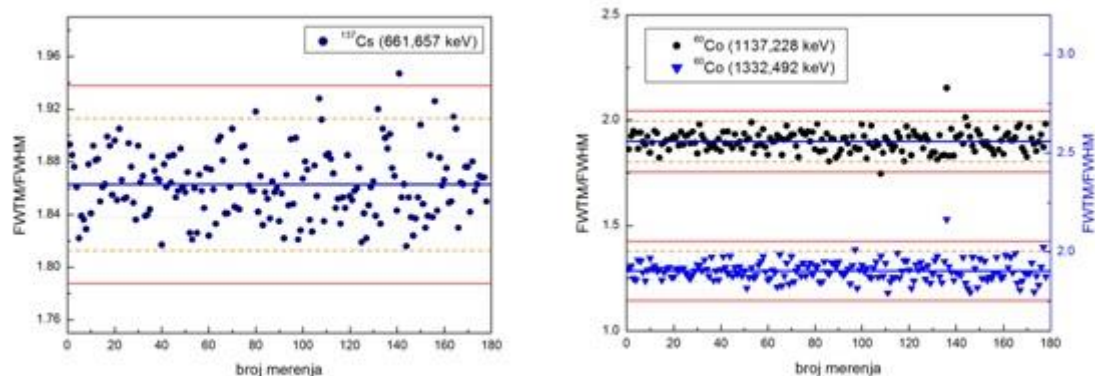 ¹³⁷Cs (661,657 keV)
FWTM/FWHM
1.96
1.92
1.88
1.84
1.80
1.76
0 20 40 60 80 100 120 140 160 180
broj merenja
⁶⁰Co (1137,228 keV)
⁶⁰Co (1332,492 keV)
FWTM/FWHM
2.5
2.0
1.5
1.0
3.0
2.5
2.0
FWTM/FWHM
0 20 40 60 80 100 120 140 160 180
broj merenja